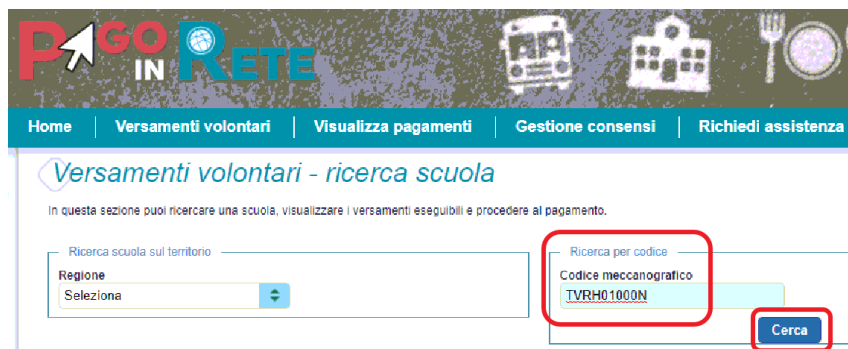 PAGO IN RETE
Home Versamenti volontari Visualizza pagamenti Gestione consensi Richiedi assistenza
Versamenti volontari - ricerca scuola
In questa sezione puoi ricercare una scuola, visualizzare i versamenti eseguibili e procedere al pagamento.
Ricerca scuola sul territorio
Regione
Seleziona
Ricerca per codice
Codice meccanografico
TVRH01000N
Cerca